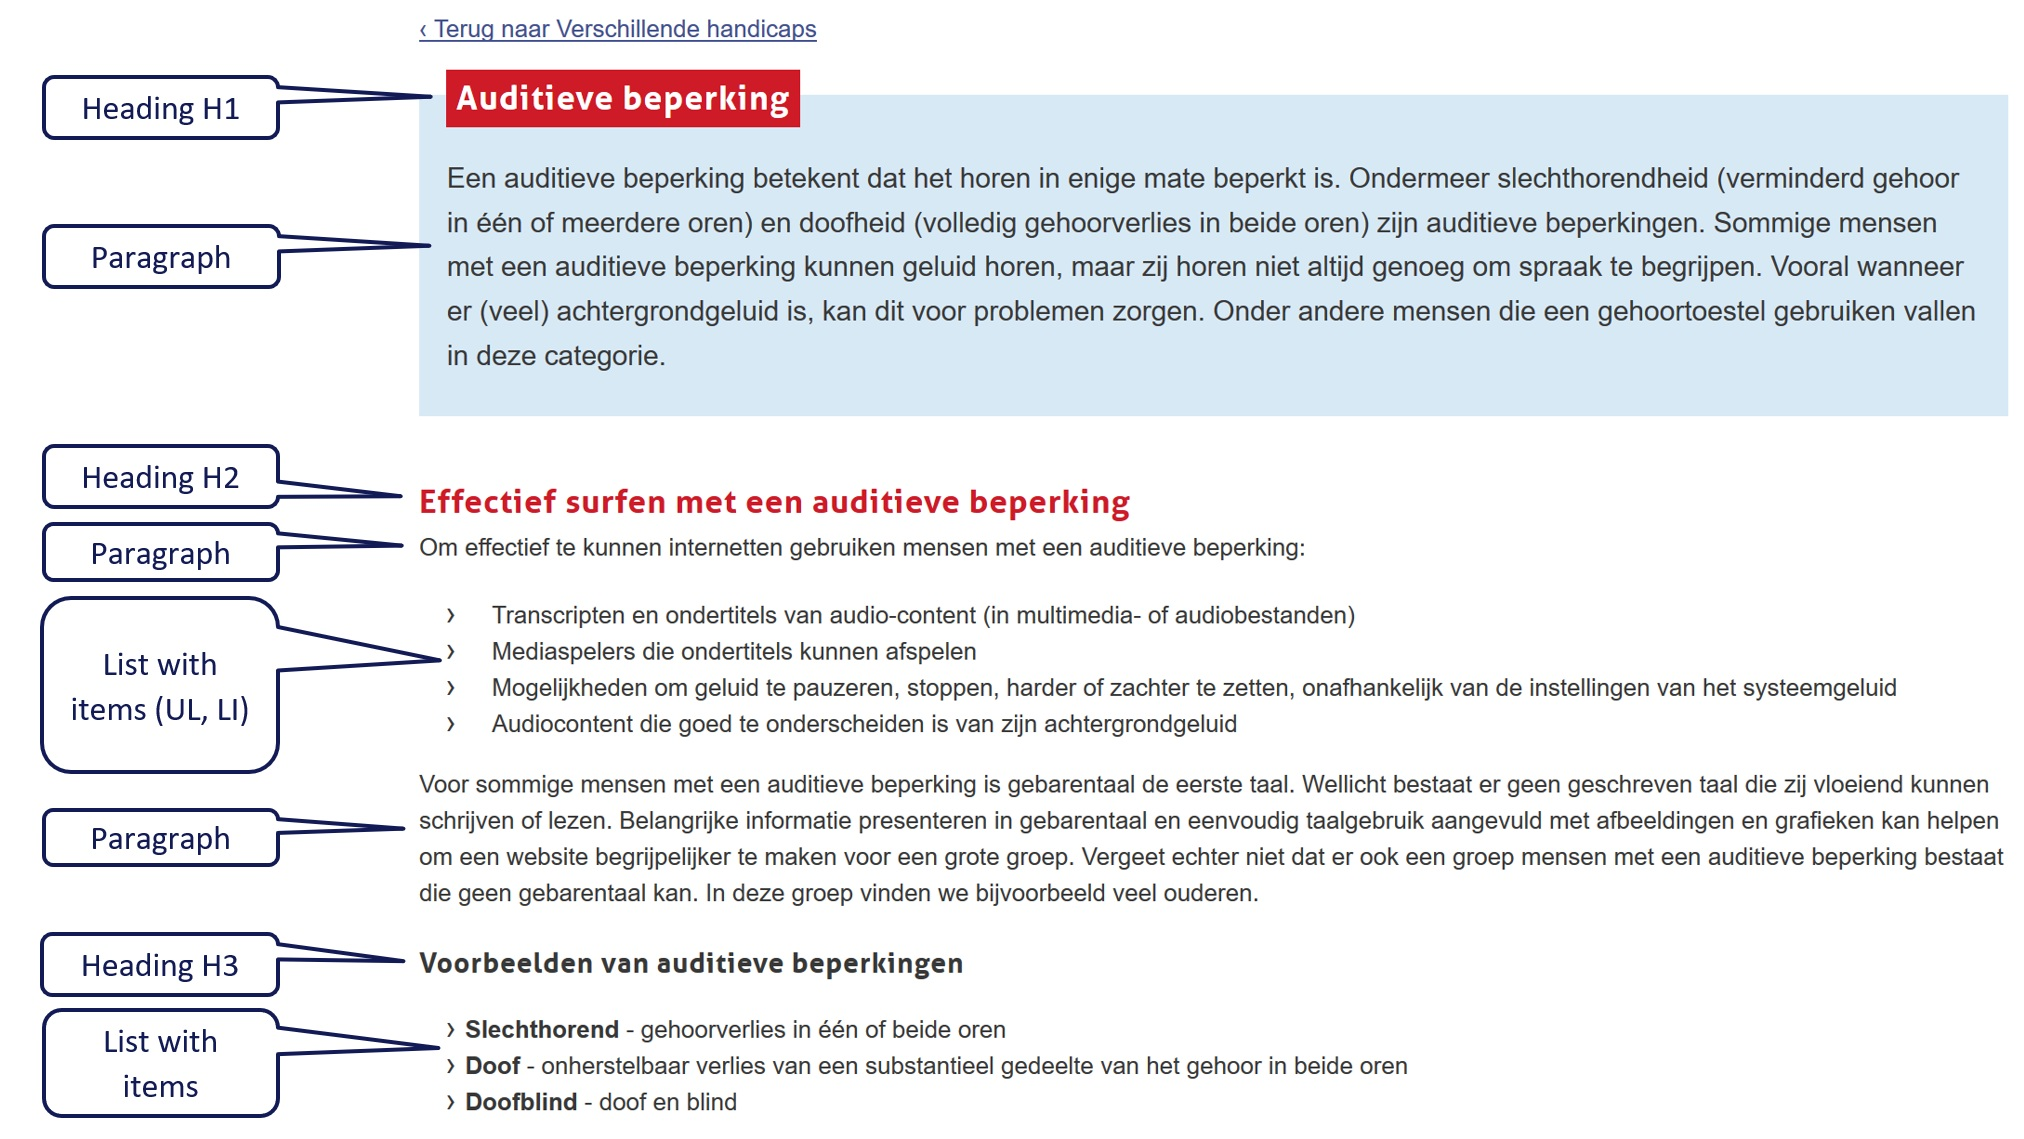 ‹ Terug naar Verschillende handicaps
Heading H1
Auditieve beperking
Paragraph
Een auditieve beperking betekent dat het horen in enige mate beperkt is. Ondermeer slechthorendheid (verminderd gehoor
in één of meerdere oren) en doofheid (volledig gehoorverlies in beide oren) zijn auditieve beperkingen. Sommige mensen
met een auditieve beperking kunnen geluid horen, maar zij horen niet altijd genoeg om spraak te begrijpen. Vooral wanneer
er (veel) achtergrondgeluid is, kan dit voor problemen zorgen. Onder andere mensen die een gehoortoestel gebruiken vallen
in deze categorie.
Heading H2
Effectief surfen met een auditieve beperking
Paragraph
Om effectief te kunnen internetten gebruiken mensen met een auditieve beperking:
List with
items (UL, LI)
› Transcripten en ondertitels van audio-content (in multimedia- of audiobestanden)
› Mediaspelers die ondertitels kunnen afspelen
› Mogelijkheden om geluid te pauzeren, stoppen, harder of zachter te zetten, onafhankelijk van de instellingen van het systeemgeluid
› Audiocontent die goed te onderscheiden is van zijn achtergrondgeluid
Paragraph
Voor sommige mensen met een auditieve beperking is gebarentaal de eerste taal. Wellicht bestaat er geen geschreven taal die zij vloeiend kunnen
schrijven of lezen. Belangrijke informatie presenteren in gebarentaal en eenvoudig taalgebruik aangevuld met afbeeldingen en grafieken kan helpen
om een website begrijpelijker te maken voor een grote groep. Vergeet echter niet dat er ook een groep mensen met een auditieve beperking bestaat
die geen gebarentaal kan. In deze groep vinden we bijvoorbeeld veel ouderen.
Heading H3
Voorbeelden van auditieve beperkingen
List with
items
› Slechthorend - gehoorverlies in één of beide oren
› Doof - onherstelbaar verlies van een substantieel gedeelte van het gehoor in beide oren
› Doofblind - doof en blind